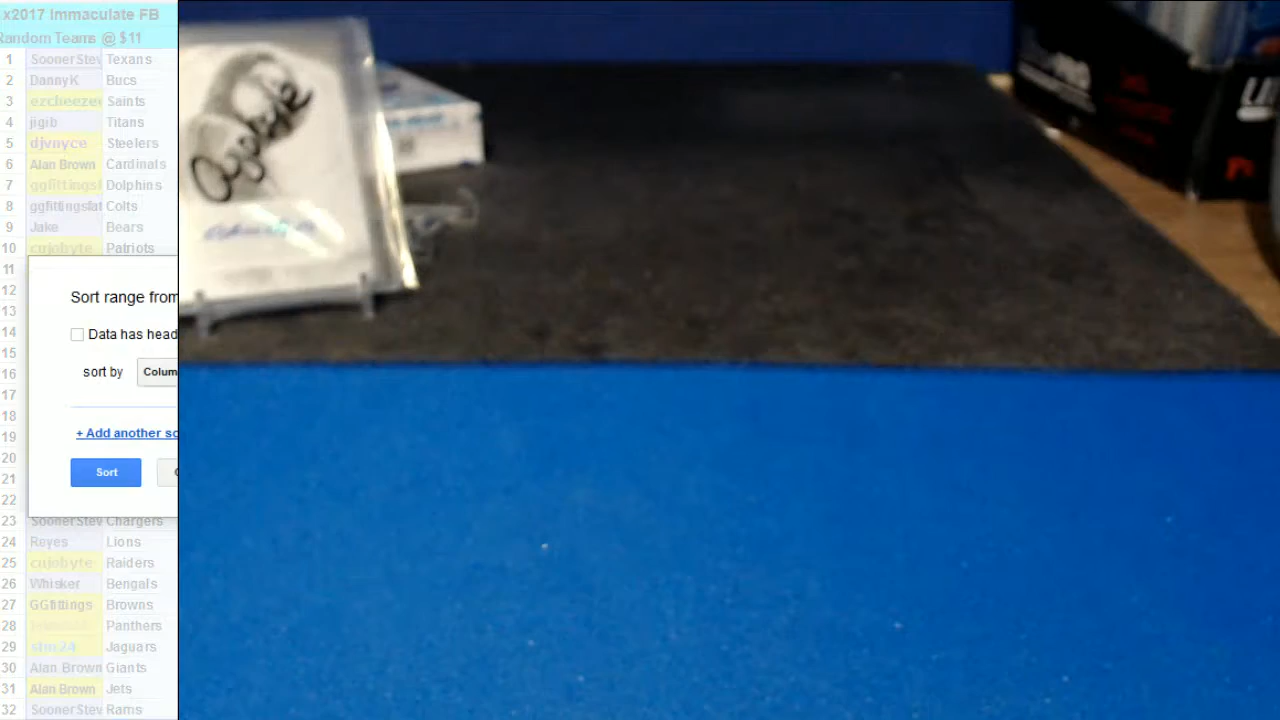 x2017 Immaculate FB
Random Teams @ $11
1 SoonerStev Texans
2 DannyK Bucs
3 ezcheezer Saints
4 jigib Titans
5 djvnyce Steelers
6 Alan Brown Cardinals
7 ggfittings Dolphins
8 ggfittingsfat Colts
9 Jake Bears
10 cujobyte Patriots
11
12
13
14
15
16
17
18
19
20
21
22
Sort range from
Data has head
sort by Colum
+ Add another so
Sort C
23 SoonerStev Chargers
24 Reyes Lions
25 cujobyte Raiders
26 Whisker Bengals
27 GGfittings Browns
28 Panthers
29 Jaguars
30 Alan Brown Giants
31 Alan Brown Jets
32 SoonerStev Rams